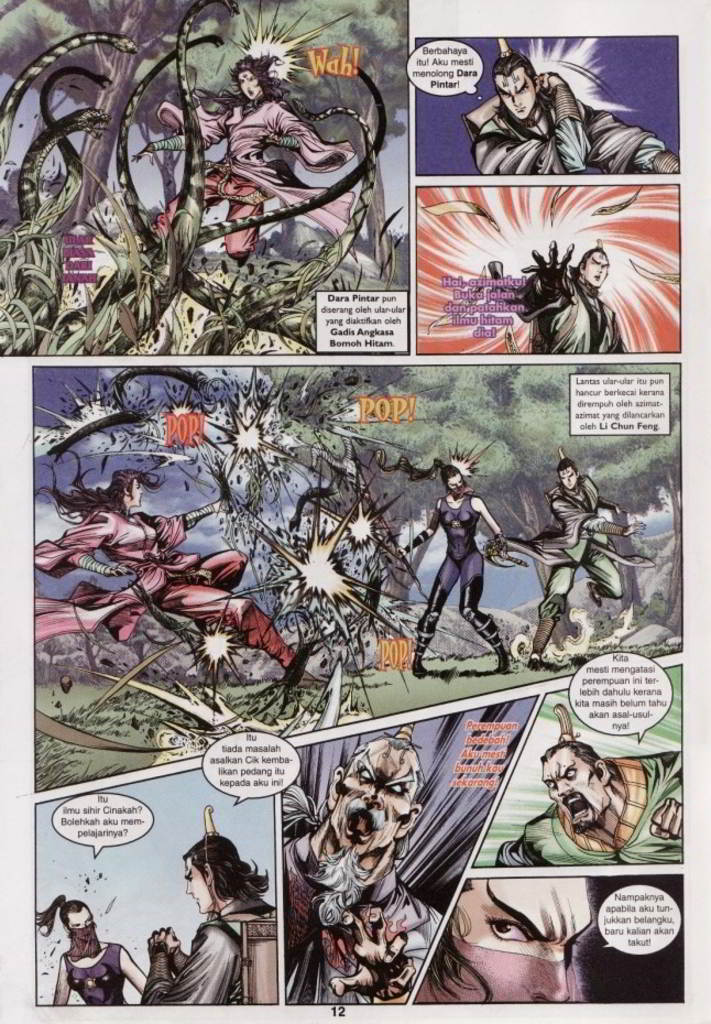 Wah!
Dara Pintar pun
diserang oleh ular-ular
yang diaktifkan oleh
Gadis Angkasa
Bomoh Hitam.
Berbahaya
itu! Aku mesti
menolong Dara
Pintar!
Hai, azimatku!
Buka jalan
dan patahkan
ilmu hitam
dia!
Lantas ular-ular itu pun
hancur berkecai kerana
dirempuh oleh azimat-
azimat yang dilancarkan
oleh Li Chun Feng.
POP!
POP!
POP!
Itu
ilmu sihir Cinakah?
Bolehkah aku mem-
pelajarinya?
Itu
tiada masalah
asalkan Cik kemba-
likan pedang itu
kepada aku ini!
Perempuan
bedebah!
Aku mesti
bunuh kau
sekarang!
Kita
mesti mengatasi
perempuan ini ter-
lebih dahulu kerana
kita masih belum tahu
akan asal-usul-
nya!
Nampaknya
apabila aku tun-
jukkan belangku,
baru kalian akan
takut!
12